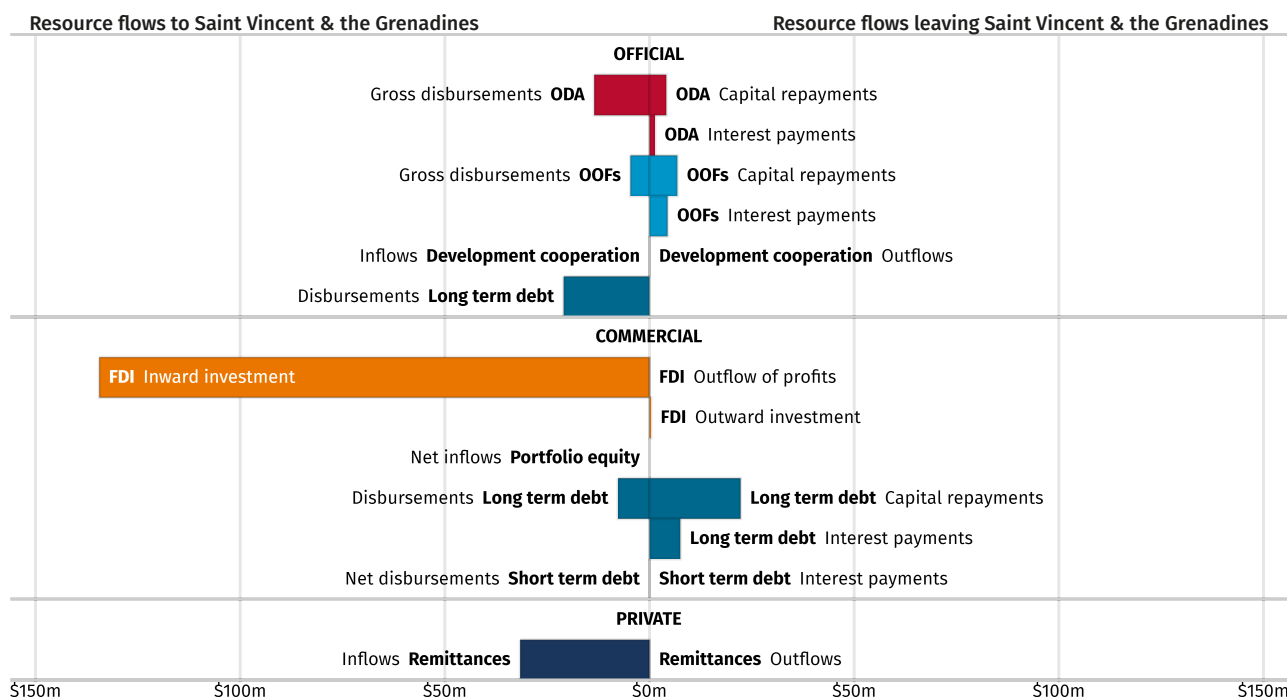 Resource flows to Saint Vincent & the Grenadines Resource flows leaving Saint Vincent & the Grenadines
OFFICIAL
Gross disbursements ODA ODA Capital repayments
ODA Interest payments
Gross disbursements OOFs OOFs Capital repayments
OOFs Interest payments
Inflows Development cooperation Development cooperation Outflows
Disbursements Long term debt
COMMERCIAL
FDI Inward investment FDI Outflow of profits
FDI Outward investment
Net inflows Portfolio equity
Disbursements Long term debt Long term debt Capital repayments
Long term debt Interest payments
Net disbursements Short term debt Short term debt Interest payments
PRIVATE
Inflows Remittances Remittances Outflows
$150m $100m $50m $0m $50m $100m $150m